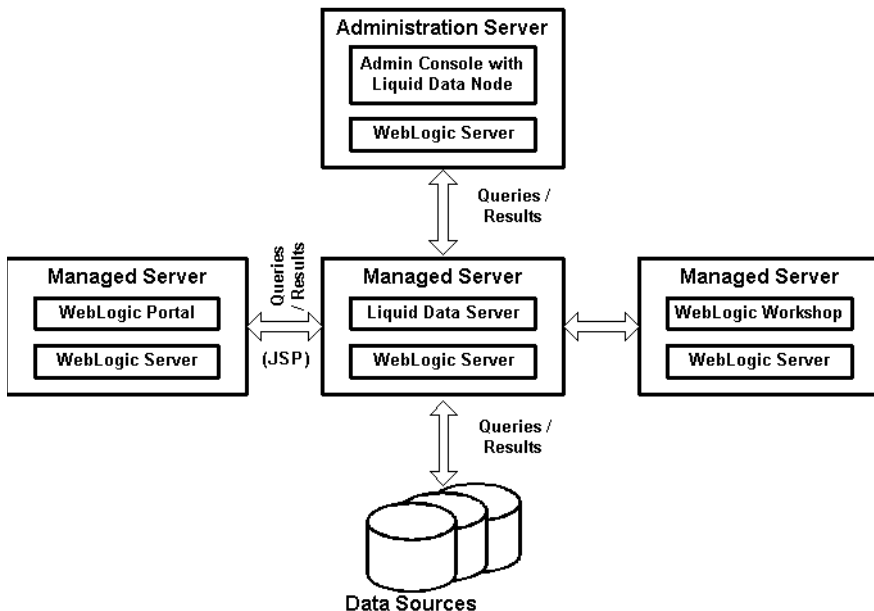 Administration Server
Admin Console with
Liquid Data Node
WebLogic Server
Queries /
Results
Managed Server
WebLogic Portal
WebLogic Server
Queries
/ Results
(JSP)
Managed Server
Liquid Data Server
WebLogic Server
Managed Server
WebLogic Workshop
WebLogic Server
Queries /
Results
Data Sources